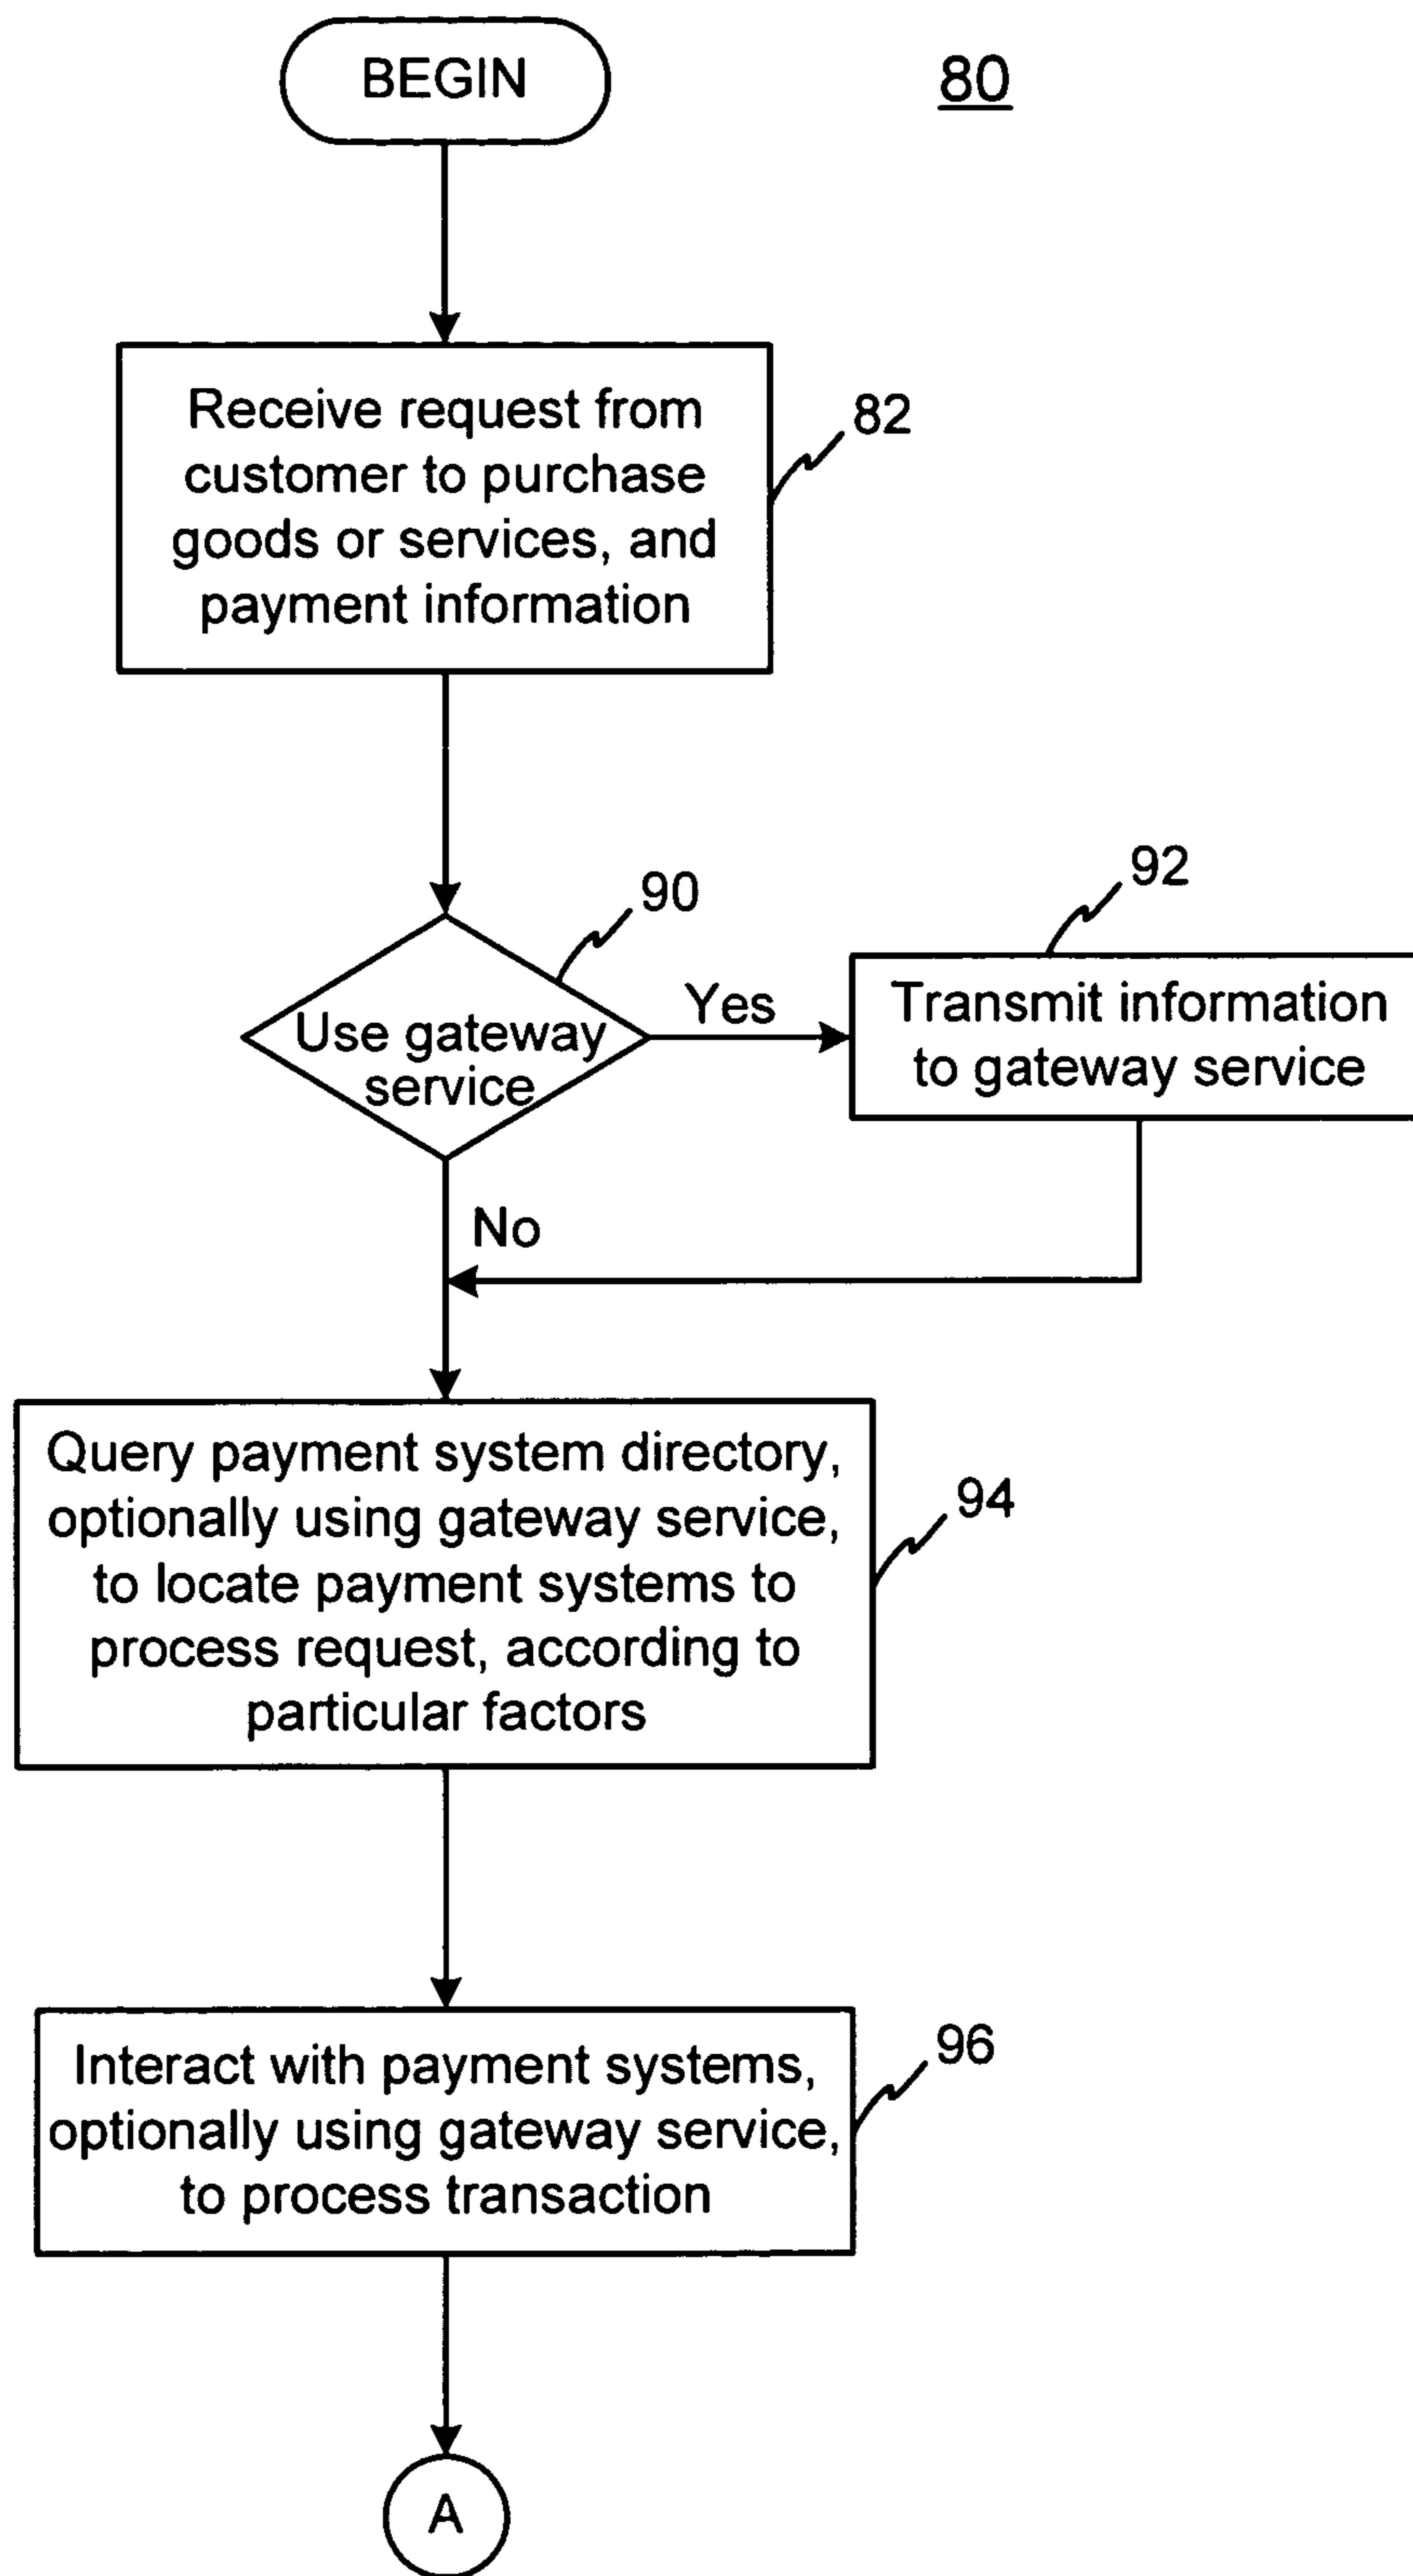 BEGIN
80
Receive request from
customer to purchase
goods or services, and
payment information
82
90
Use gateway
service
Yes
92
Transmit information
to gateway service
No
Query payment system directory,
optionally using gateway service,
to locate payment systems to
process request, according to
particular factors
94
Interact with payment systems,
optionally using gateway service,
to process transaction
96
A